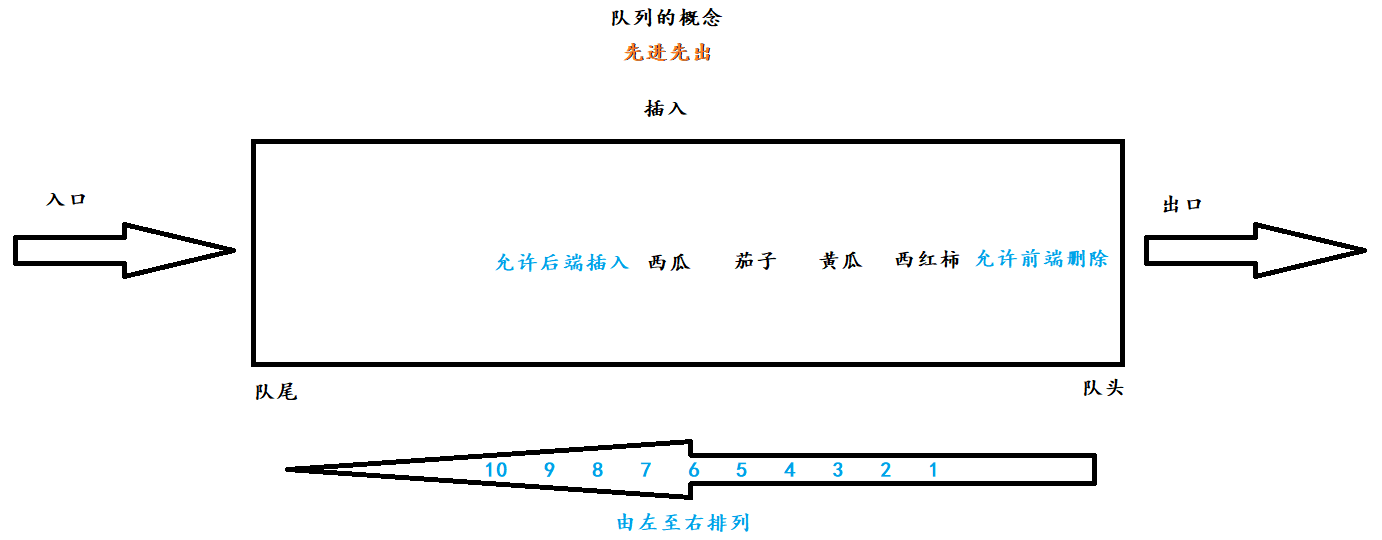 队列的概念
先进先出
插入
入口
出口
允许后端插入 西瓜 茄子 黄瓜 西红柿 允许前端删除
队尾
队头
10 9 8 7 6 5 4 3 2 1
由左至右排列